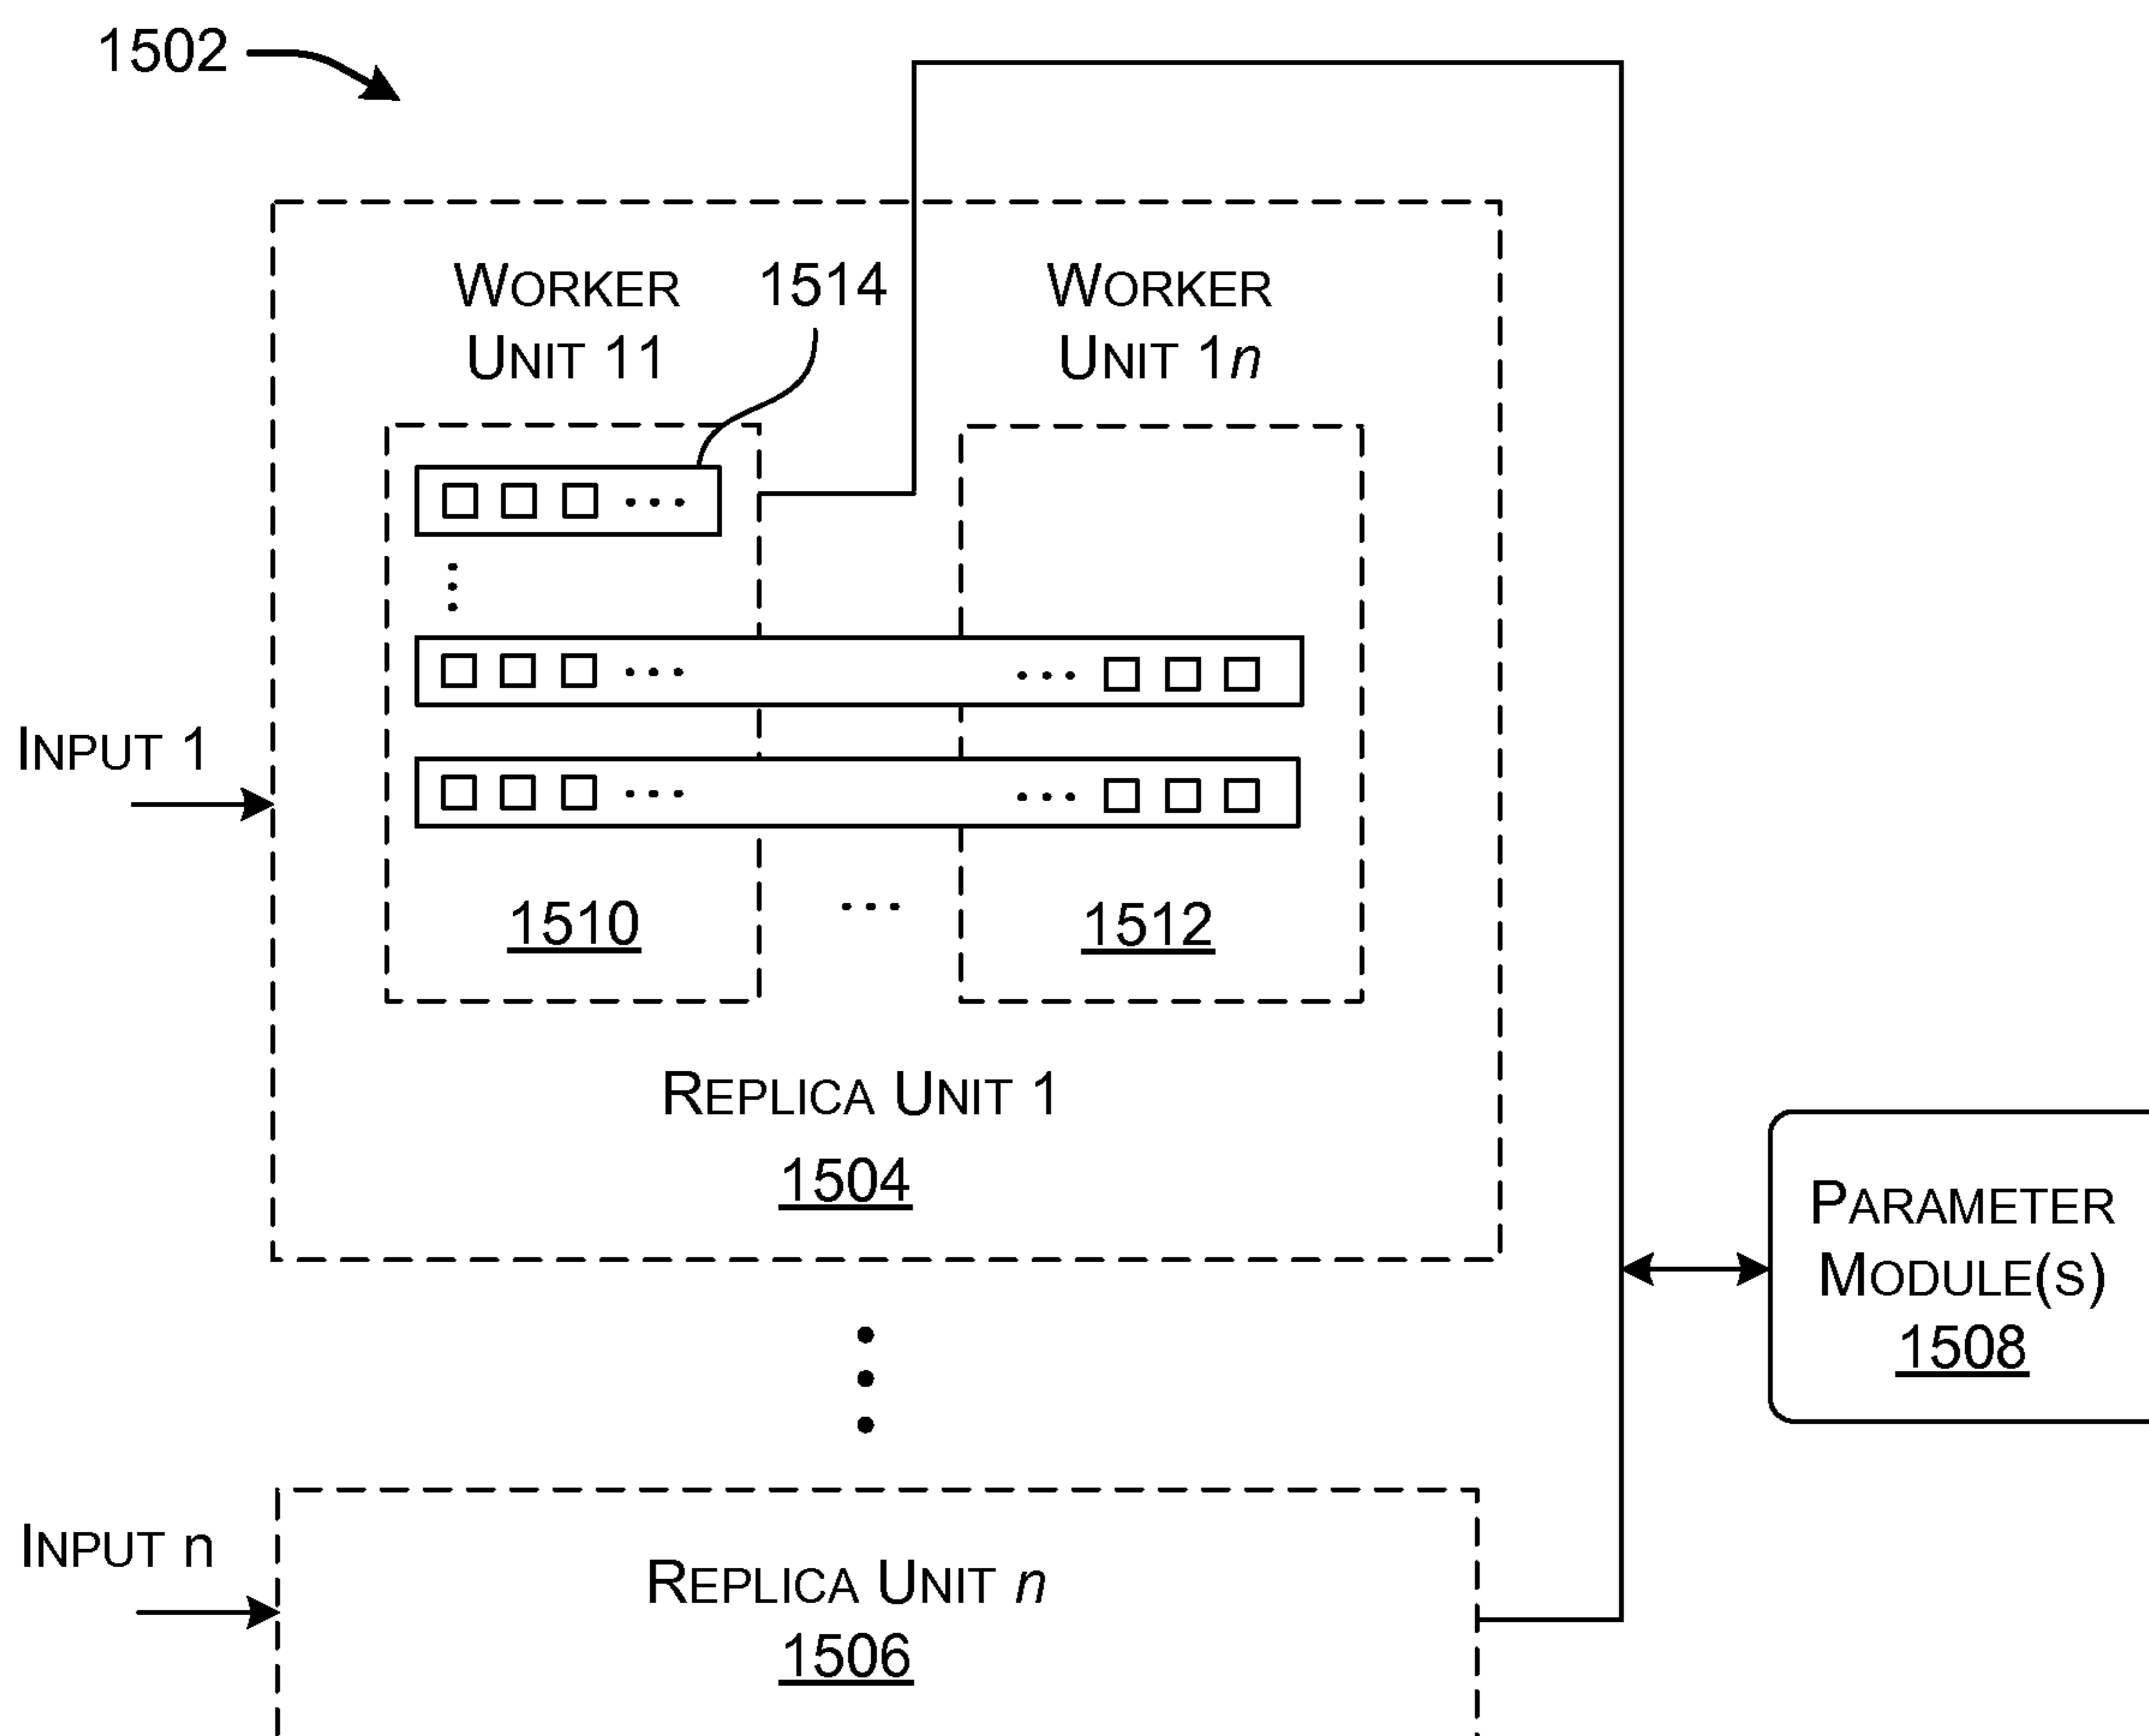 1502
WORKER
UNIT 11
1514
WORKER
UNIT 1n
INPUT 1
1510
...
1512
REPLICA UNIT 1
1504
PARAMETER
MODULE(S)
1508
INPUT n
REPLICA UNIT n
1506